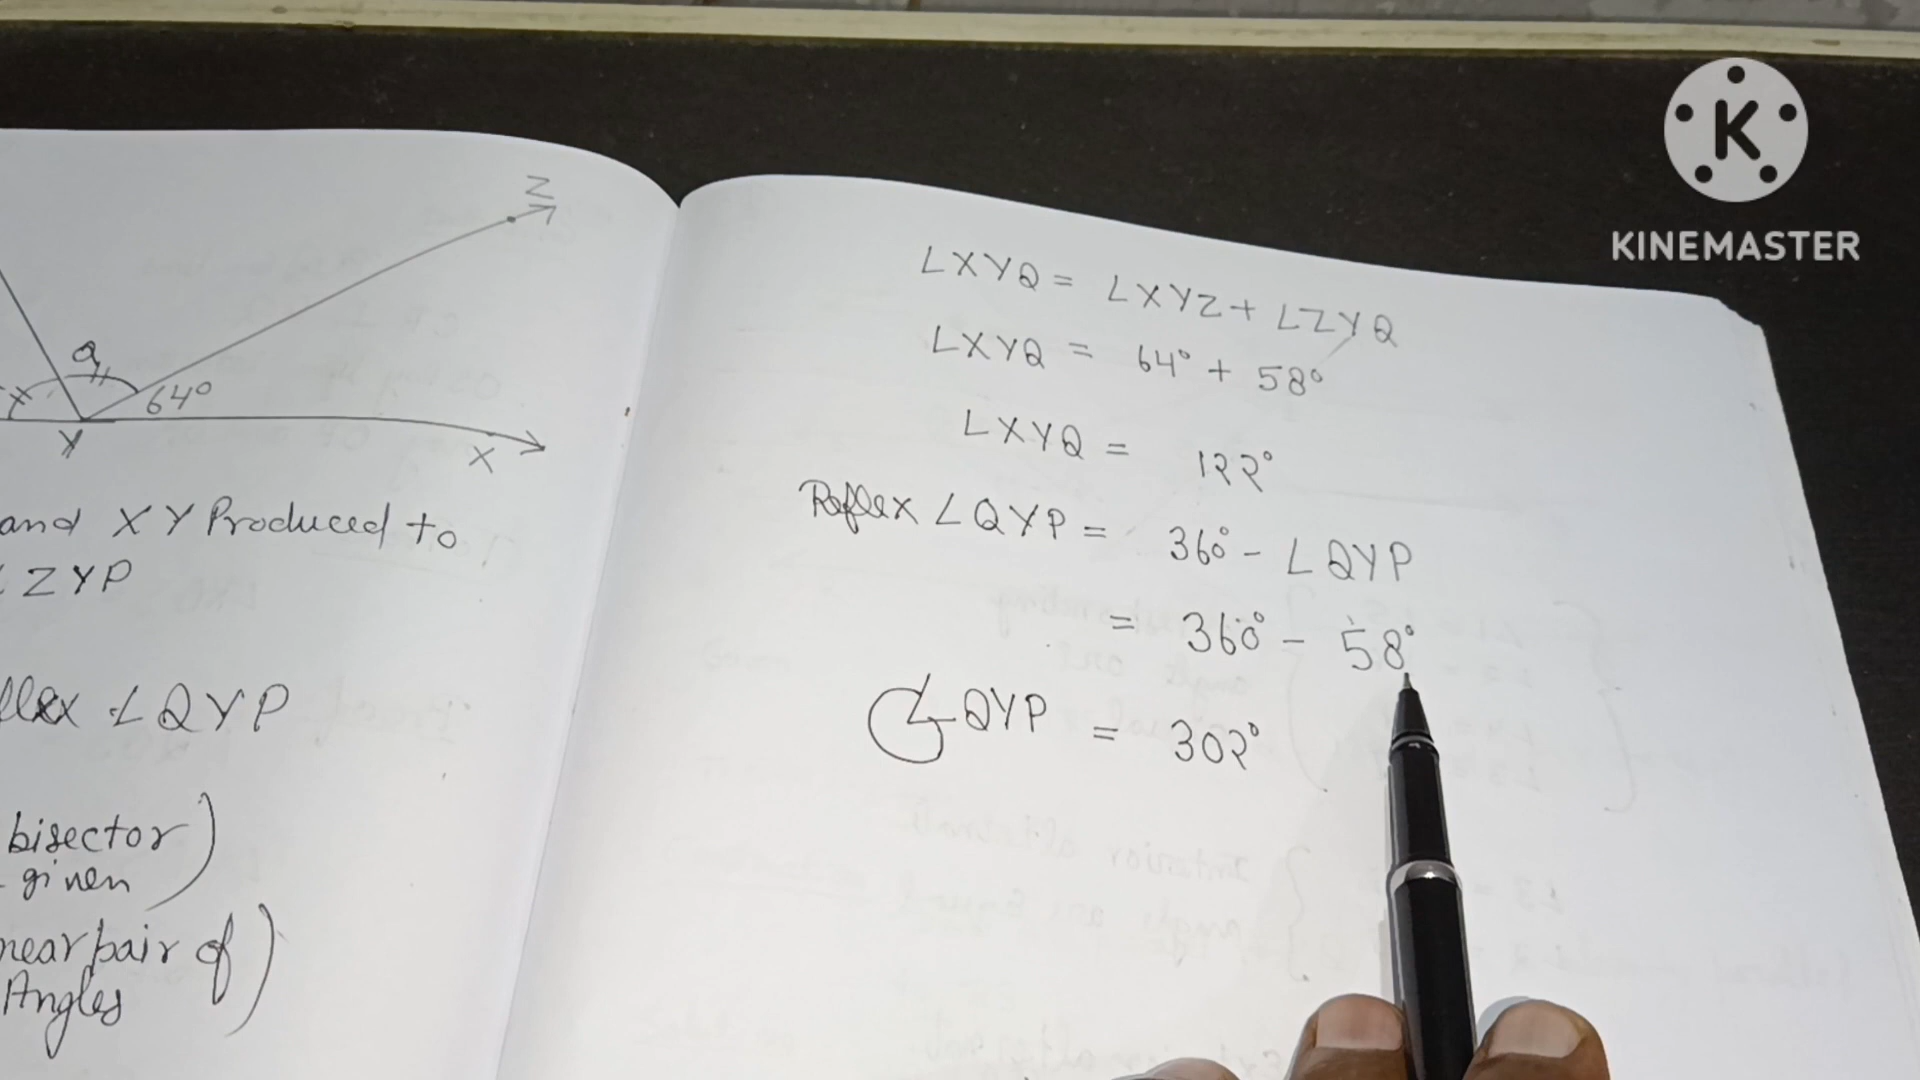 Z
Q
64°
Y
X
and XY Produced to
∠ZYP
flex ∠QYP
bisector)
given
near pair of)
Angles
∠XYQ = ∠XYZ + ∠ZYQ
∠XYQ = 64° + 58°
∠XYQ = 122°
Reflex ∠QYP = 360° - ∠QYP
= 360° - 58°
∠QYP = 302°
K
KINEMASTER